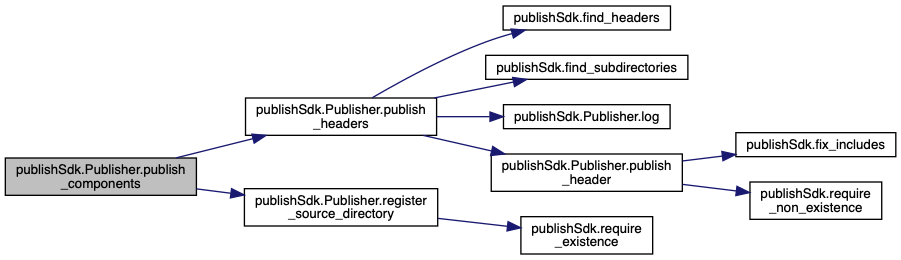 publishSdk.find_headers
publishSdk.find_subdirectories
publishSdk.Publisher.publish
_headers
publishSdk.Publisher.log
publishSdk.fix_includes
publishSdk.Publisher.publish
_components
publishSdk.Publisher.publish
_header
publishSdk.Publisher.register
_source_directory
publishSdk.require
_non_existence
publishSdk.require
_existence